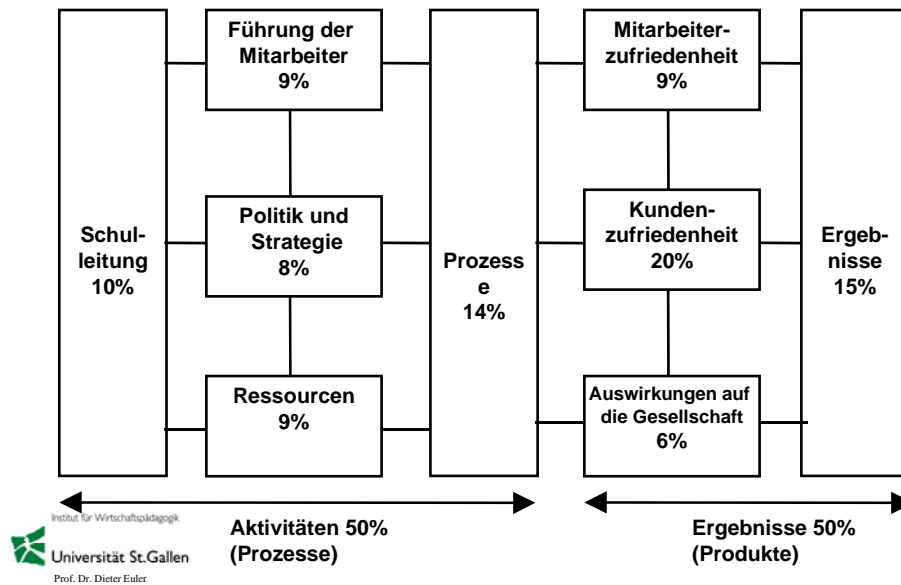 Schul-
leitung
10%
Führung der
Mitarbeiter
9%
Politik und
Strategie
8%
Ressourcen
9%
Prozess
e
14%
Mitarbeiter-
zufriedenheit
9%
Kunden-
zufriedenheit
20%
Auswirkungen auf
die Gesellschaft
6%
Ergeb-
nisse
15%
Aktivitäten 50%
(Prozesse)
Ergebnisse 50%
(Produkte)
Institut für Wirtschaftspädagogik
Universität St.Gallen
Prof. Dr. Dieter Euler